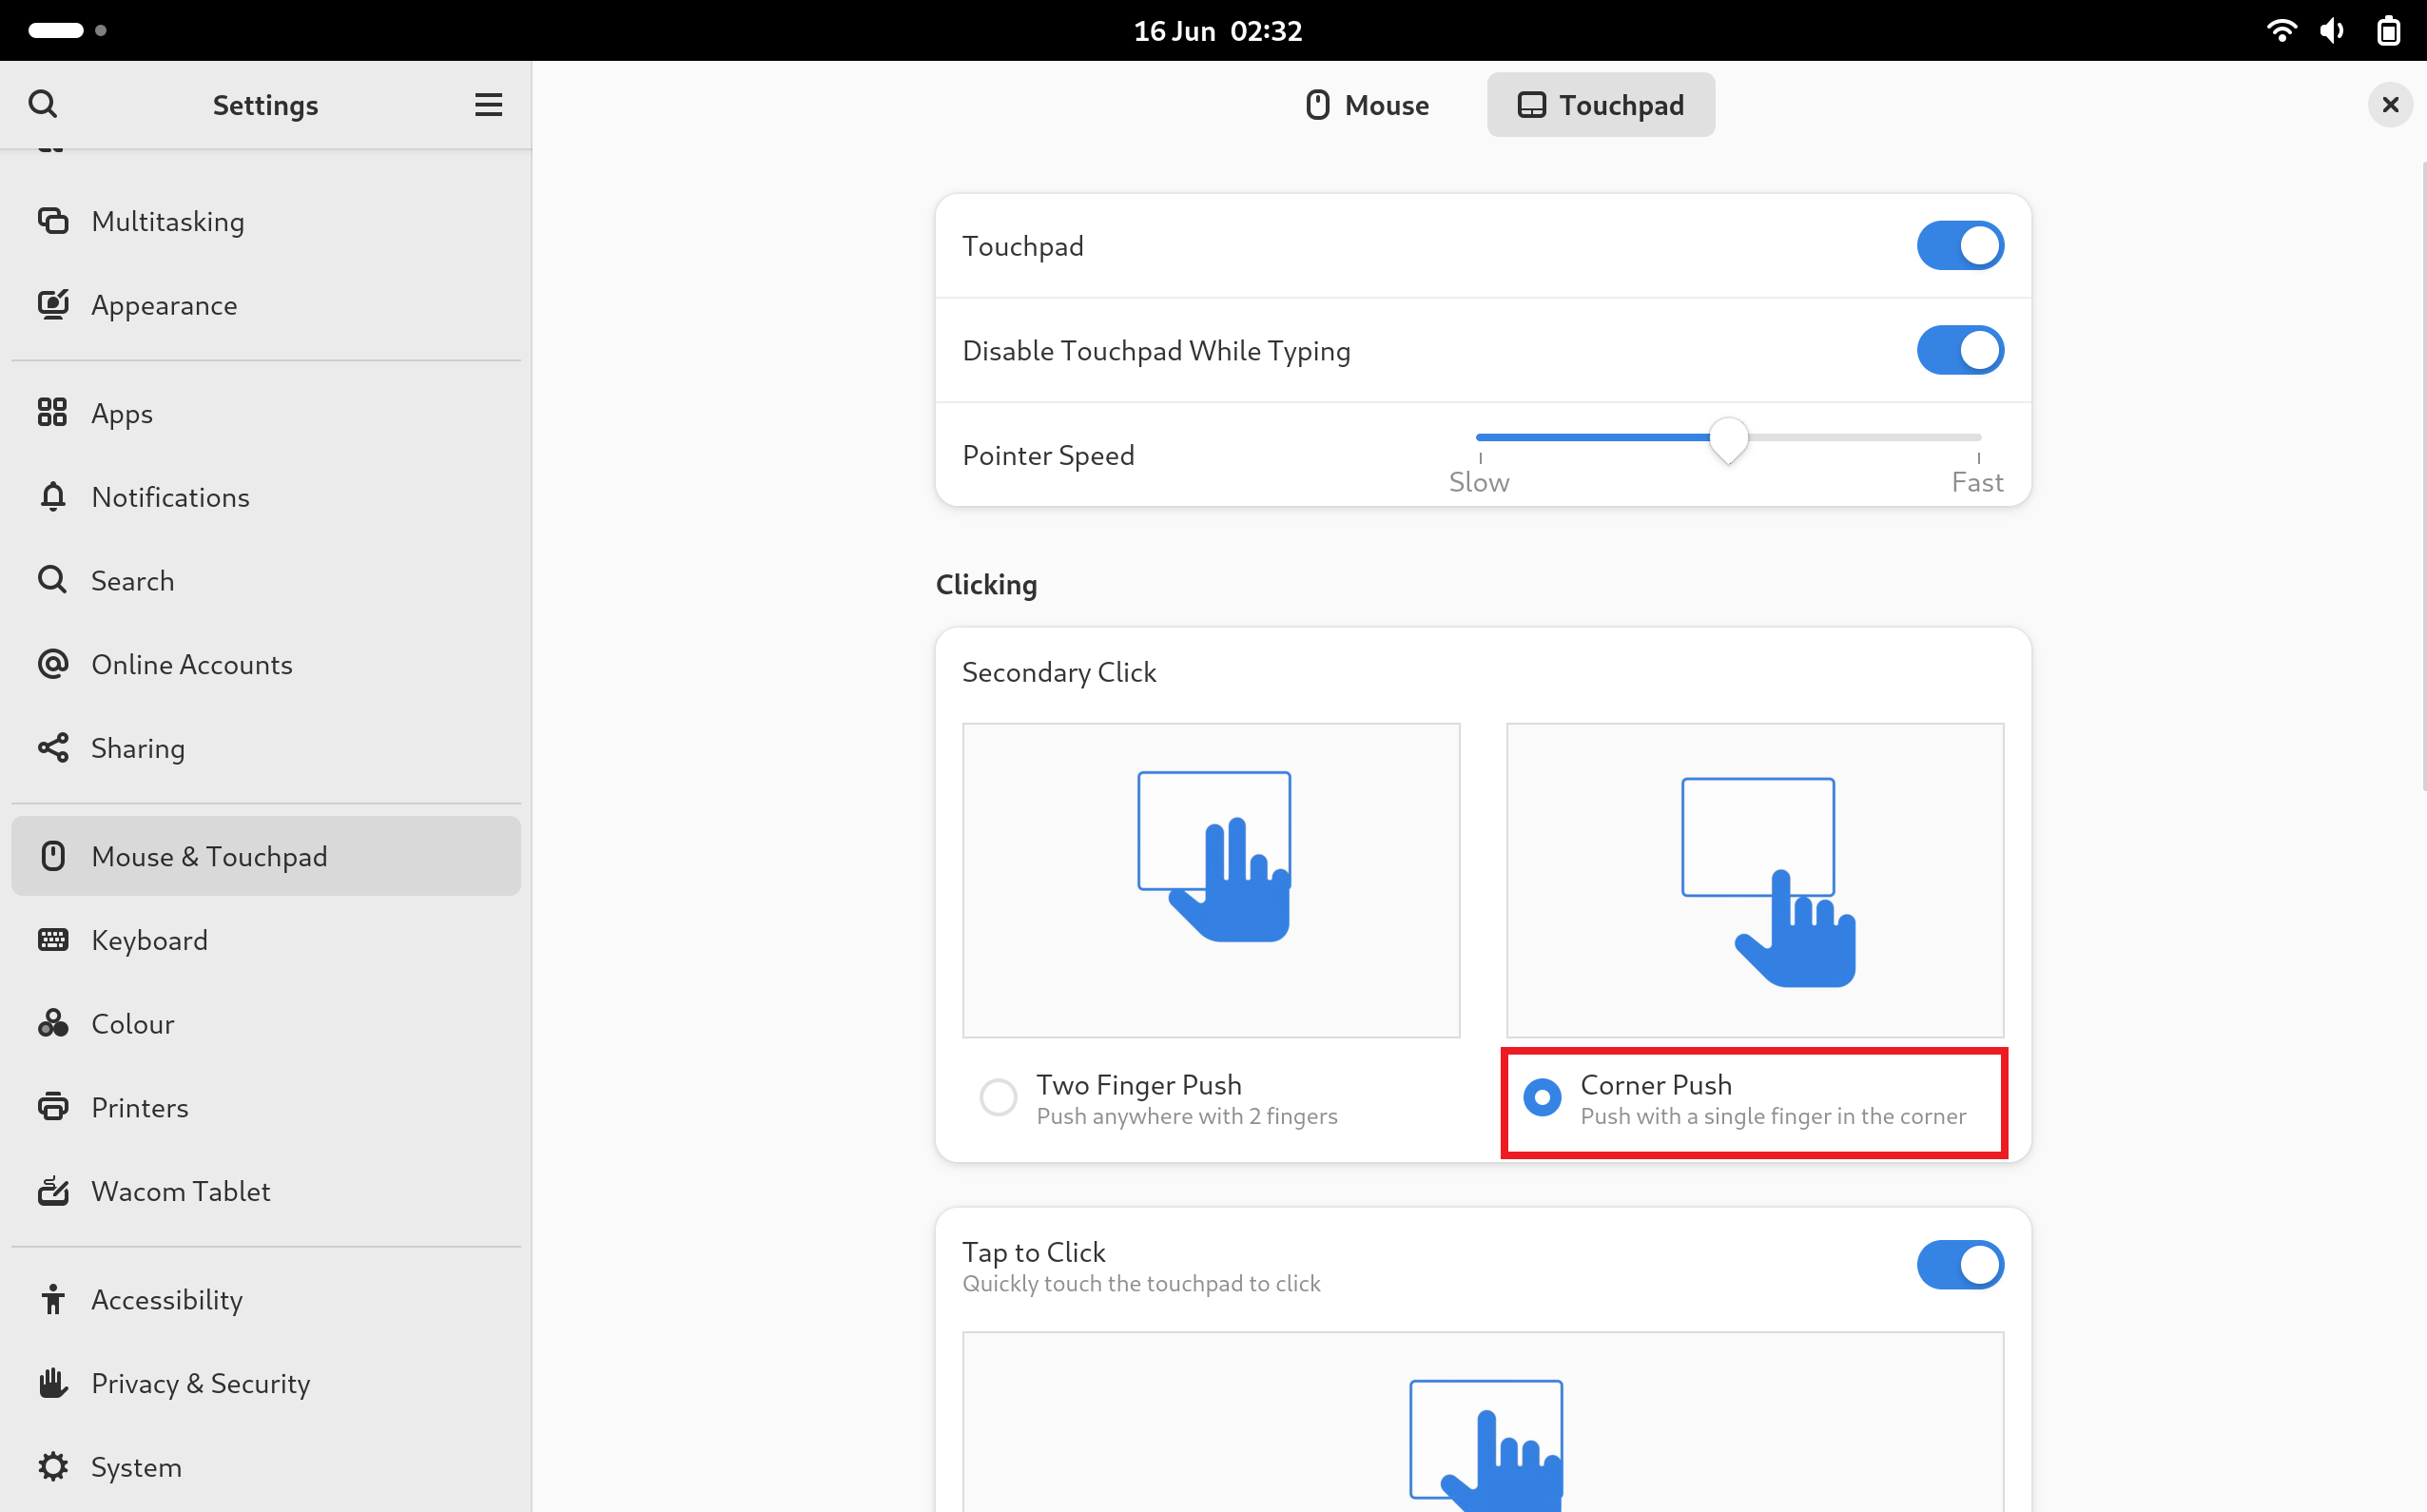 16 Jun 02:32
Settings
Mouse
Touchpad
Multitasking
Appearance
Apps
Notifications
Search
Online Accounts
Sharing
Mouse & Touchpad
Keyboard
Colour
Printers
Wacom Tablet
Accessibility
Privacy & Security
System
Touchpad
Disable Touchpad While Typing
Pointer Speed
Slow
Fast
Clicking
Secondary Click
Two Finger Push
Push anywhere with 2 fingers
Corner Push
Push with a single finger in the corner
Tap to Click
Quickly touch the touchpad to click